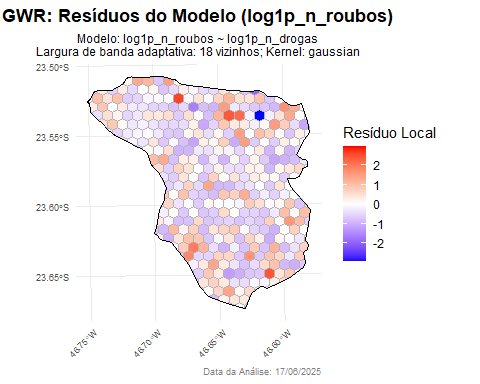 GWR: Resíduos do Modelo (log1p_n_roubos)
Modelo: log1p_n_roubos ~ log1p_n_drogas
Largura de banda adaptativa: 18 vizinhos; Kernel: gaussian
23.50°S
23.55°S
23.60°S
23.65°S
46.75°W
46.70°W
46.65°W
46.60°W
Resíduo Local
2
1
0
-1
-2
Data da Análise: 17/06/2025